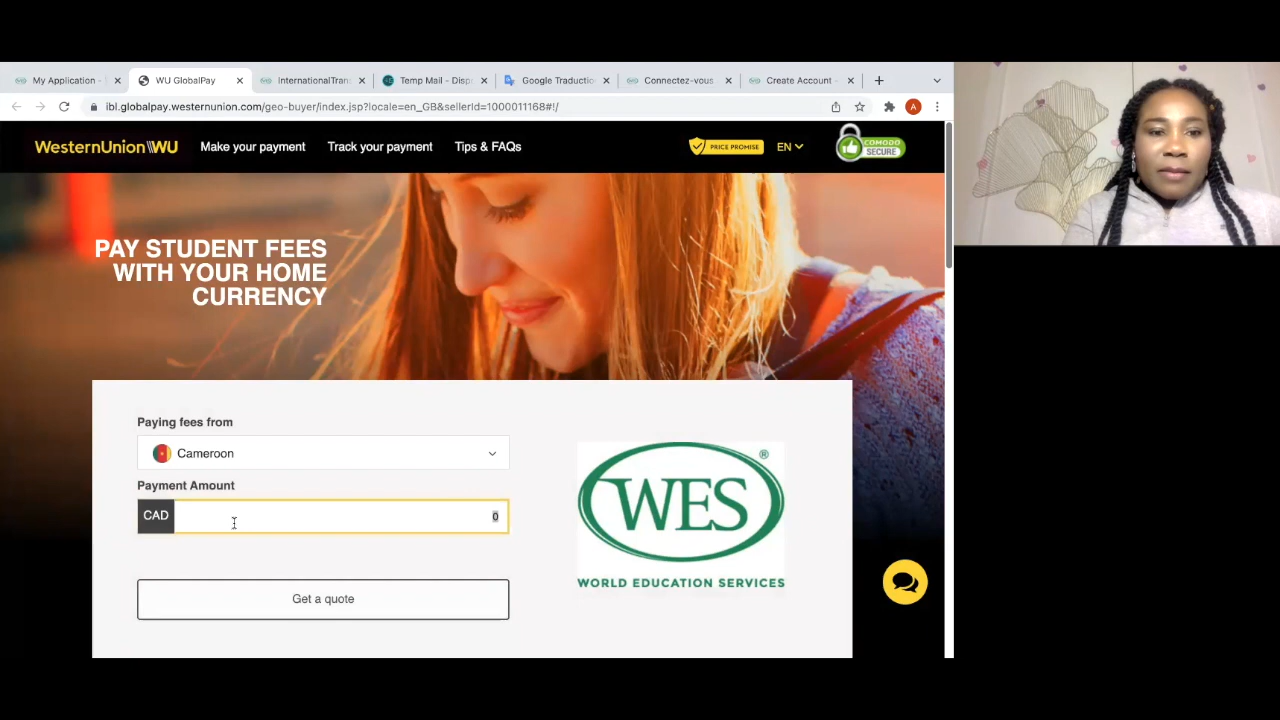 My Application -
WU GlobalPay
InternationalTran
Temp Mail - Disp
Google Traductio
Connectez-vous
Create Account -
ibl.globalpay.westernunion.com/geo-buyer/index.jsp?locale=en_GB&sellerId=1000011168#!/
A
WesternUnion WU
Make your payment
Track your payment
Tips & FAQs
PRICE PROMISE
EN
COMODO
SECURE
PAY STUDENT FEES
WITH YOUR HOME
CURRENCY
Paying fees from
Cameroon
Payment Amount
CAD
0
Get a quote
WES
®
WORLD EDUCATION SERVICES